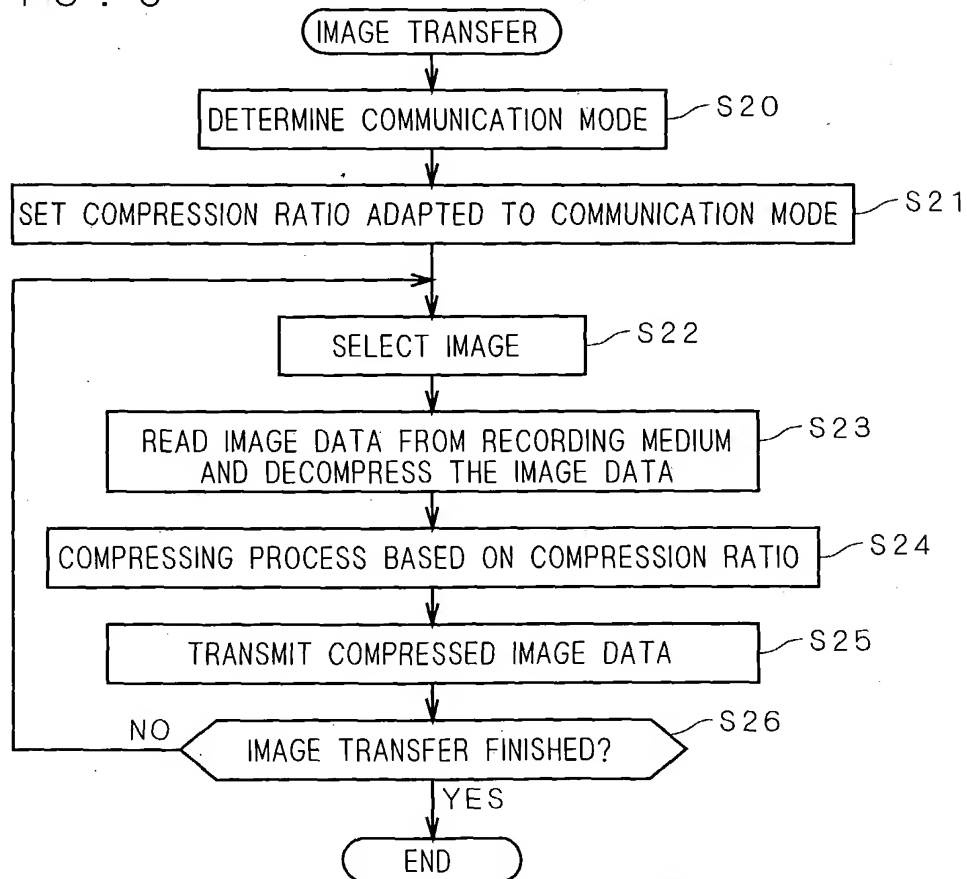 IMAGE TRANSFER
DETERMINE COMMUNICATION MODE
S20
SET COMPRESSION RATIO ADAPTED TO COMMUNICATION MODE
S21
SELECT IMAGE
S22
READ IMAGE DATA FROM RECORDING MEDIUM
AND DECOMPRESS THE IMAGE DATA
S23
COMPRESSING PROCESS BASED ON COMPRESSION RATIO
S24
TRANSMIT COMPRESSED IMAGE DATA
S25
NO
IMAGE TRANSFER FINISHED?
S26
YES
END